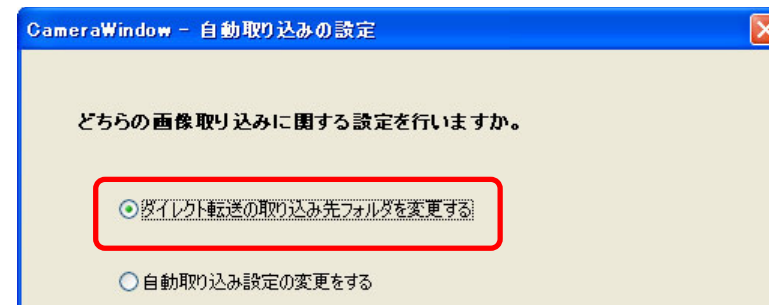 CameraWindow - 自動取り込みの設定
どちらの画像取り込みに関する設定を行いますか。
ダイレクト転送の取り込み先フォルダを変更する
自動取り込み設定の変更をする